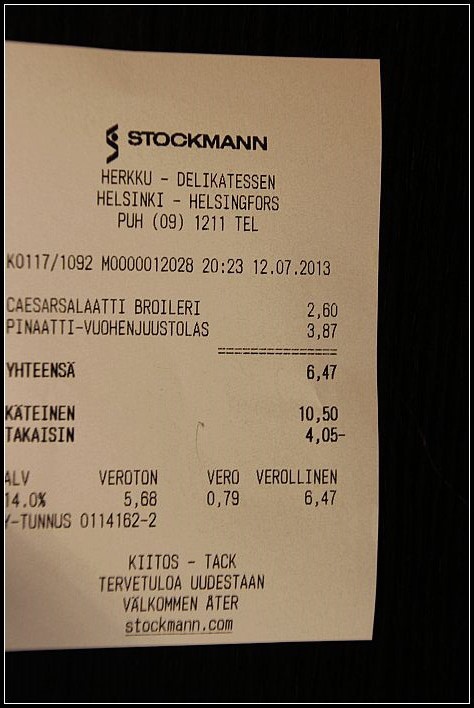 STOCKMANN
HERKKU - DELIKATESSEN
HELSINKI - HELSINGFORS
PUH (09) 1211 TEL
K0117/1092 M0000012028 20:23 12.07.2013
CAESARSALAATTI BROILERI 2,60
PINAATTI-VUOHENJUUSTOLAS 3,87
====================
YHTEENSÄ 6,47
KÄTEINEN 10,50
TAKAISIN 4,05-
ALV VEROTON VERO VEROLLINEN
14.0% 5,68 0,79 6,47
Y-TUNNUS 0114162-2
KIITOS - TACK
TERVETULOA UUDESTAAN
VÄLKOMMEN ÅTER
stockmann.com